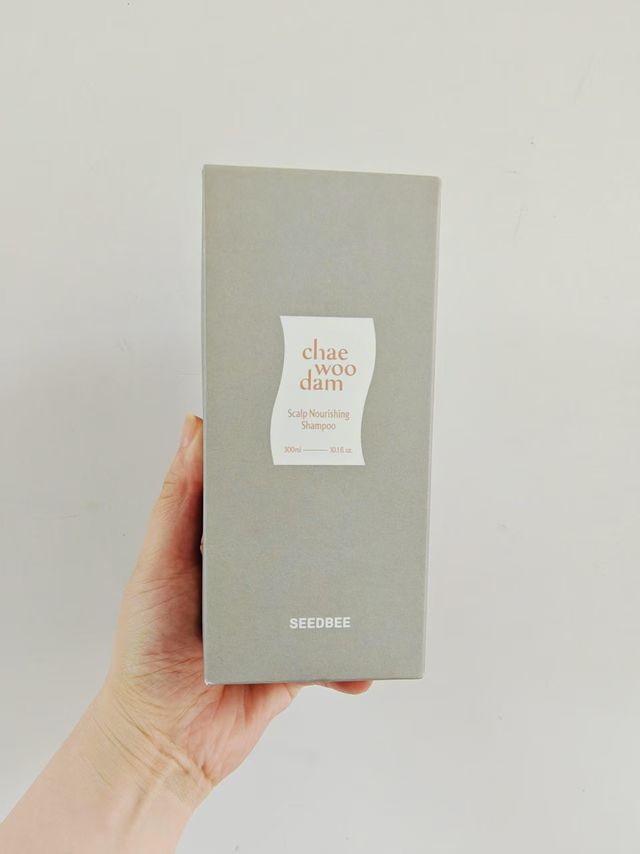 chae
woo
dam
Scalp Nourishing
Shampoo
300ml 10.1 fl. oz.
SEEDBEE